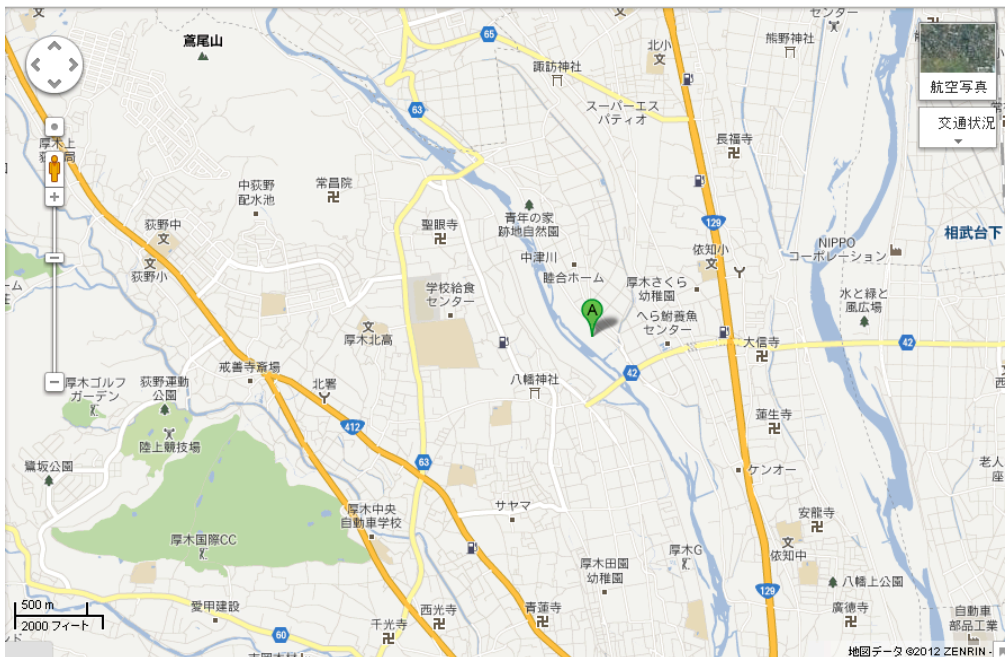 センター
鳶尾山
65
北小
熊野神社
諏訪神社
航空写真
スーパーエス
パティオ
63
交通状況
長福寺
厚木上
中荻野
配水池
常昌院
青年の家
跡地自然園
聖眼寺
129
荻野中
相武台下
NIPPO
コーポレーション
中津川
依知小
荻野小
睦合ホーム
厚木さくら
幼稚園
学校給食
センター
水と緑と
風広場
A
へら鮒養魚
センター
厚木北高
大信寺
42
戒善寺斎場
42
厚木ゴルフ
ガーデン
荻野運動
公園
北署
八幡神社
412
蓮生寺
陸上競技場
鷺坂公園
63
ケンオー
老人
座
サヤマ
厚木中央
自動車学校
安龍寺
厚木国際CC
厚木G
依知中
厚木田園
幼稚園
八幡上公園
129
500 m
2000 フィート
愛甲建設
西光寺
青蓮寺
廣徳寺
自動車
部品工業
60
千光寺
地図データ ©2012 ZENRIN -